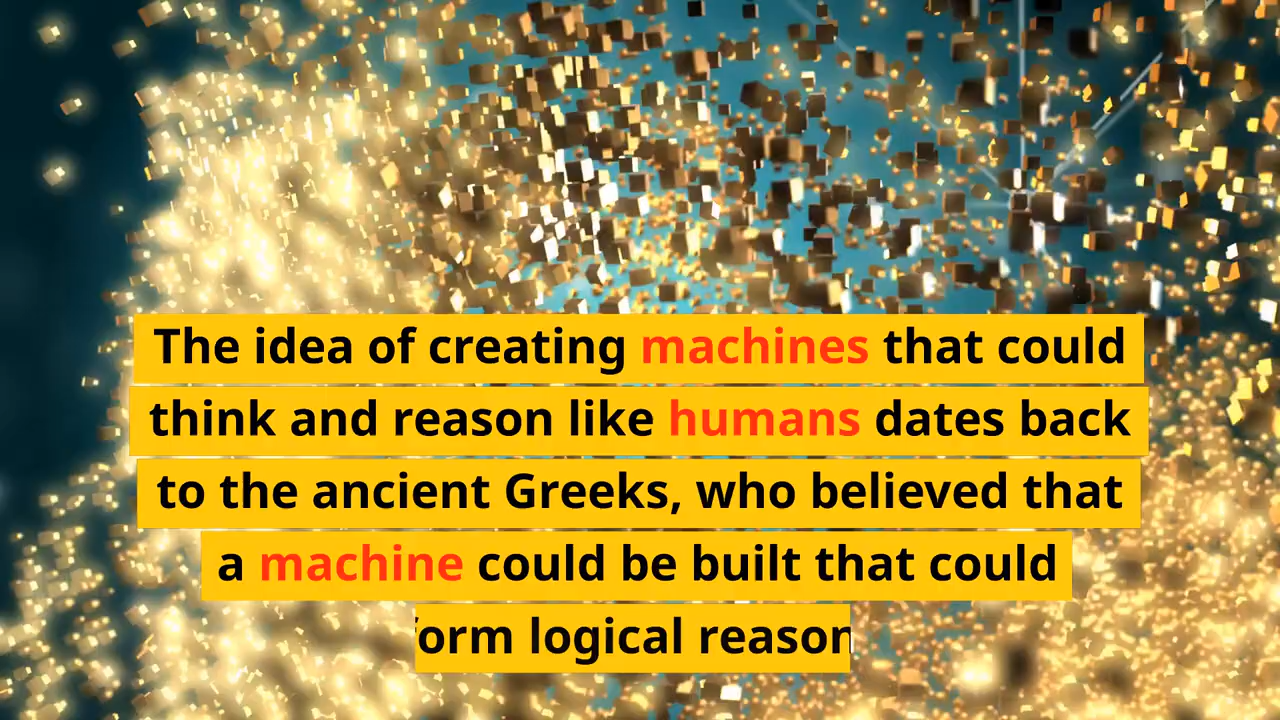 The idea of creating machines that could
think and reason like humans dates back
to the ancient Greeks, who believed that
a machine could be built that could
logical